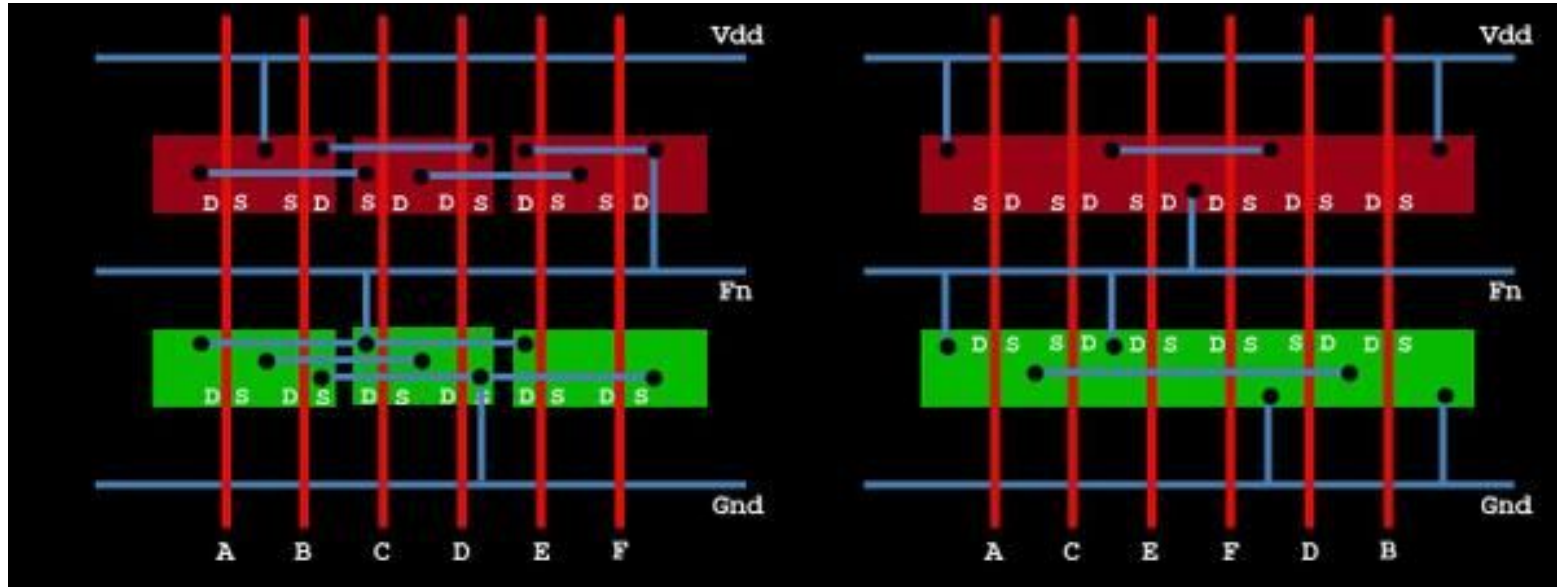 Vdd
Vdd
D S S D S D D S D S S D
S D S D S D D S D S D S
Fn
Fn
D S S D D S D S S D D S
D S D S D S D S D S D S
Gnd
Gnd
A B C D E F
A C E F D B